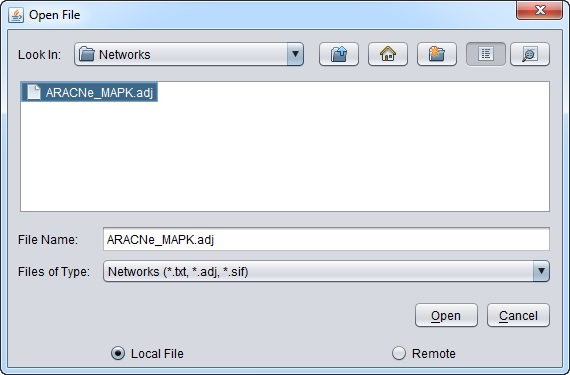 Open File
Look In: Networks
ARACNe_MAPK.adj
File Name: ARACNe_MAPK.adj
Files of Type: Networks (*.txt, *.adj, *.sif)
Open Cancel
Local File Remote